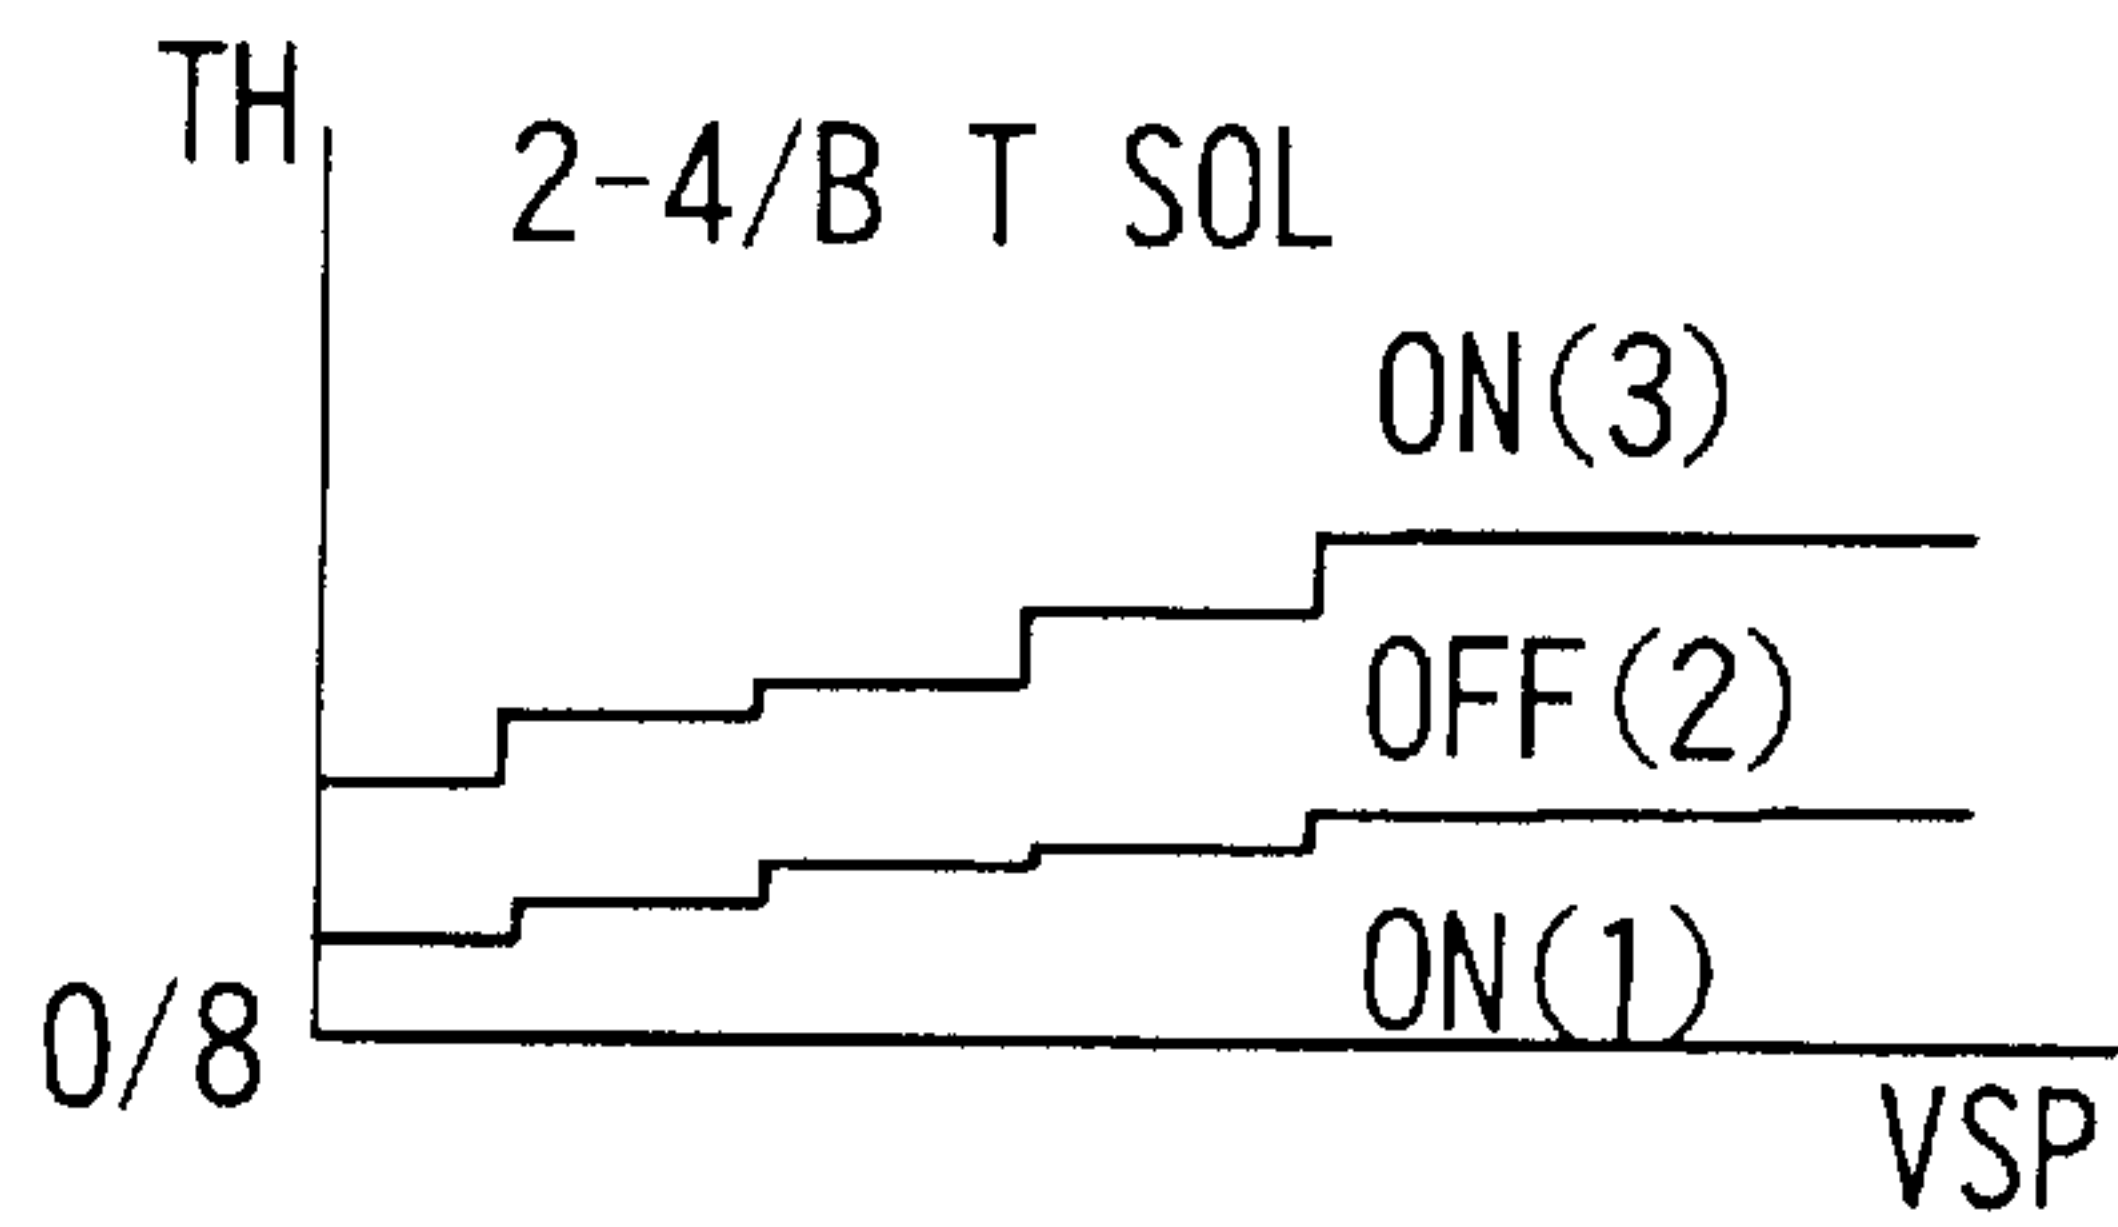 TH
2-4/B T SOL
ON(3)
OFF(2)
ON(1)
0/8
VSP